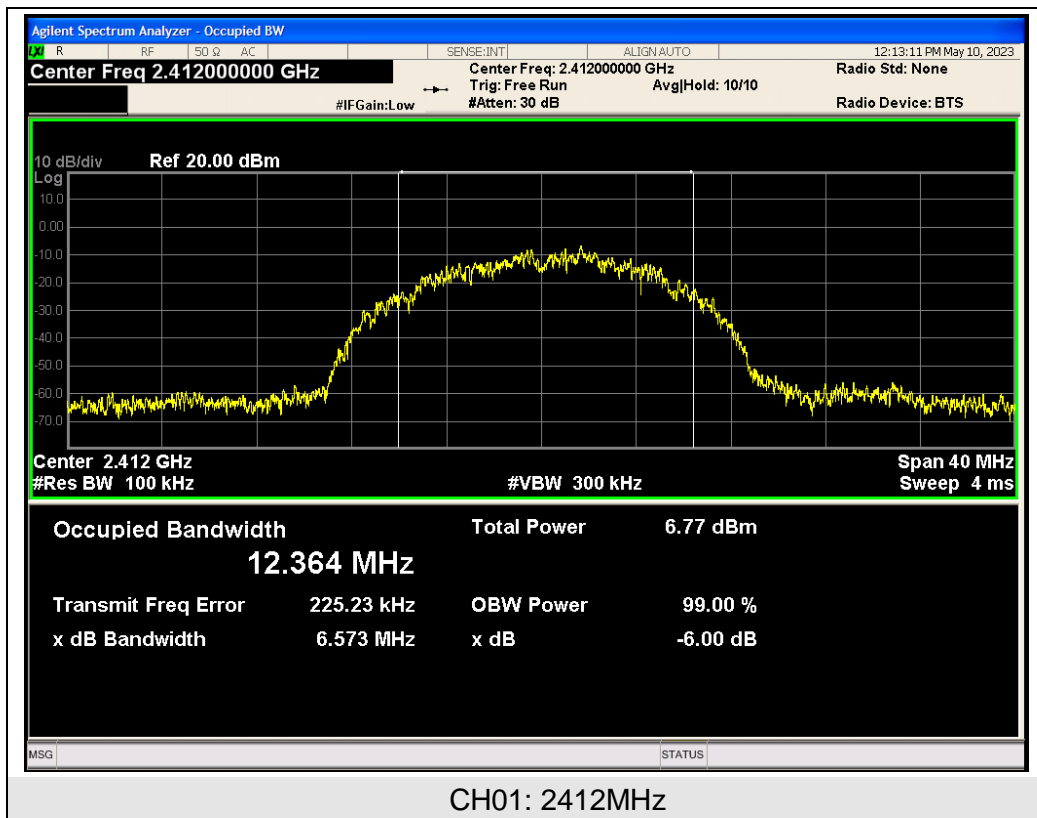 Agilent Spectrum Analyzer - Occupied BW
LXI R RF 50 Ω AC SENSE:INT ALIGN AUTO 12:13:11 PM May 10, 2023
Center Freq 2.412000000 GHz Center Freq: 2.412000000 GHz Radio Std: None
Trig: Free Run Avg|Hold: 10/10
#IFGain:Low #Atten: 30 dB Radio Device: BTS
10 dB/div Ref 20.00 dBm
Log
10.0
0.00
-10.0
-20.0
-30.0
-40.0
-50.0
-60.0
-70.0
Center 2.412 GHz Span 40 MHz
#Res BW 100 kHz #VBW 300 kHz Sweep 4 ms
Occupied Bandwidth Total Power 6.77 dBm
12.364 MHz
Transmit Freq Error 225.23 kHz OBW Power 99.00 %
x dB Bandwidth 6.573 MHz x dB -6.00 dB
MSG STATUS
CH01: 2412MHz